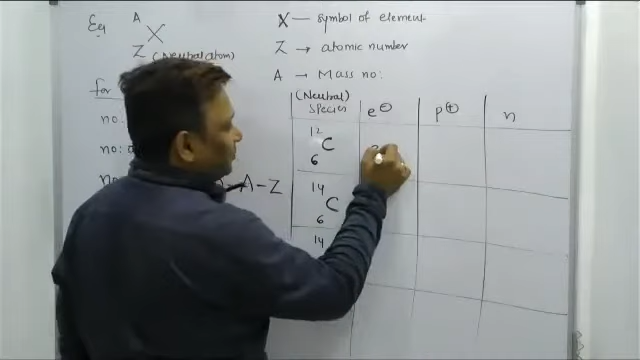 Eg A X Z (Neutral atom)
X — symbol of element
Z → atomic number
A → Mass no:
for
no:
no:
A - Z
(Neutral) Species e⊖ p⊕ n
12 6 C
14 6 C
14